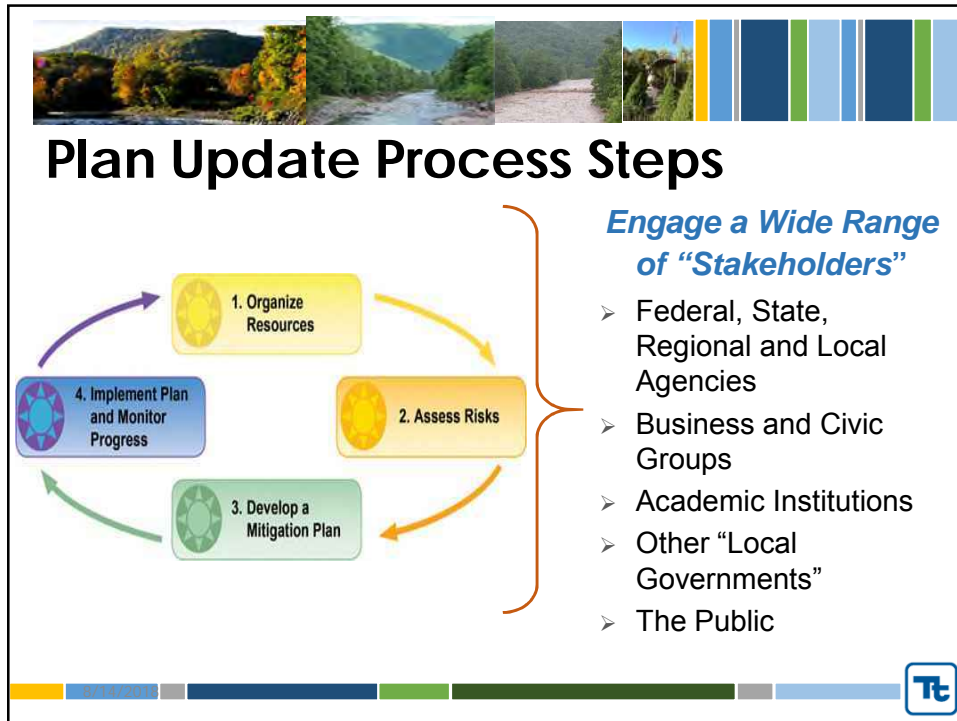 Plan Update Process Steps
1. Organize
Resources
2. Assess Risks
3. Develop a
Mitigation Plan
4. Implement Plan
and Monitor
Progress
Engage a Wide Range
of “Stakeholders”
➢ Federal, State,
Regional and Local
Agencies
➢ Business and Civic
Groups
➢ Academic Institutions
➢ Other “Local
Governments”
➢ The Public
Tt